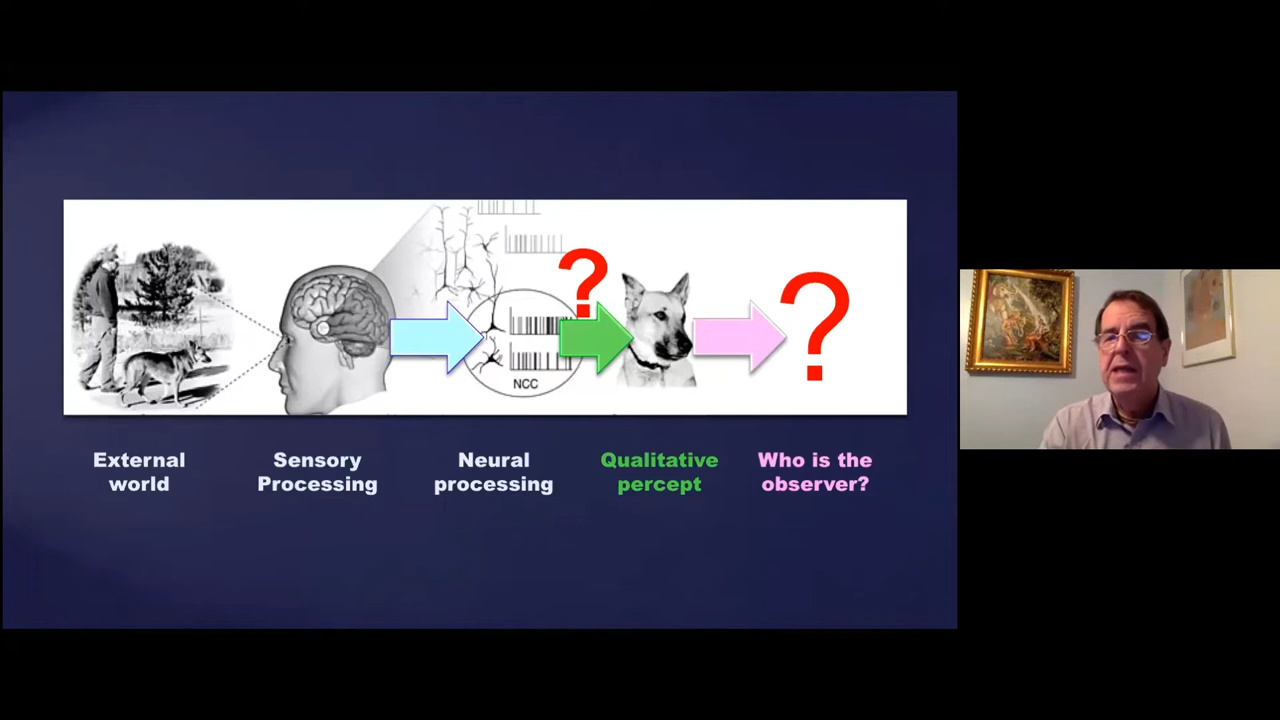 ?
?
NCC
External
world
Sensory
Processing
Neural
processing
Qualitative
percept
Who is the
observer?